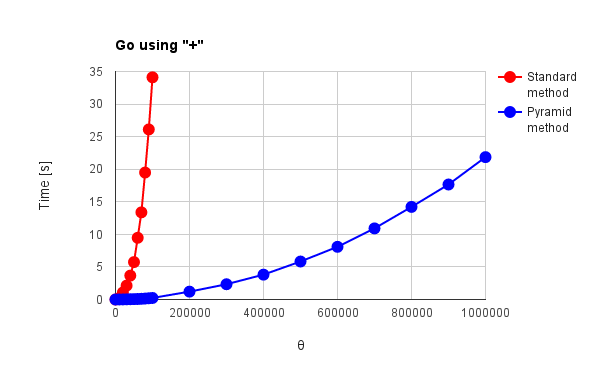 Go using "+"
35
30
25
20
15
10
5
0
Time [s]
0 200000 400000 600000 800000 1000000
θ
Standard
method
Pyramid
method